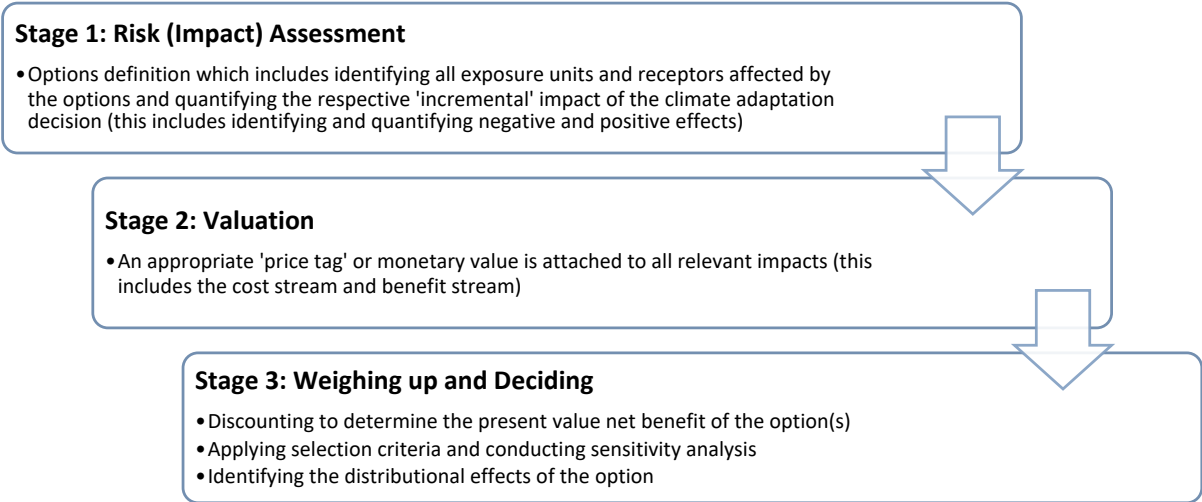 Stage 1: Risk (Impact) Assessment
•Options definition which includes identifying all exposure units and receptors affected by
the options and quantifying the respective 'incremental' impact of the climate adaptation
decision (this includes identifying and quantifying negative and positive effects)
Stage 2: Valuation
•An appropriate 'price tag' or monetary value is attached to all relevant impacts (this
includes the cost stream and benefit stream)
Stage 3: Weighing up and Deciding
•Discounting to determine the present value net benefit of the option(s)
•Applying selection criteria and conducting sensitivity analysis
•Identifying the distributional effects of the option